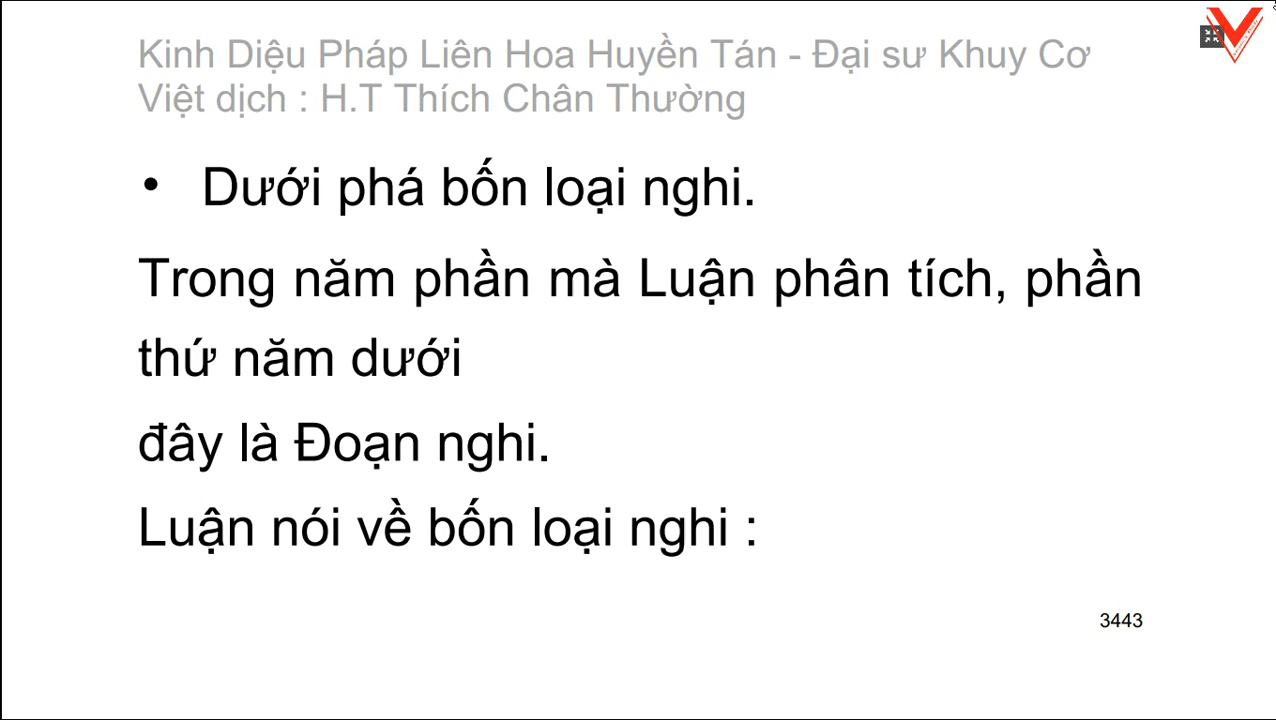 Kinh Diệu Pháp Liên Hoa Huyền Tán - Đại sư Khuy Cơ
Việt dịch : H.T Thích Chân Thường
• Dưới phá bốn loại nghi.
Trong năm phần mà Luận phân tích, phần
thứ năm dưới
đây là Đoạn nghi.
Luận nói về bốn loại nghi :
3443